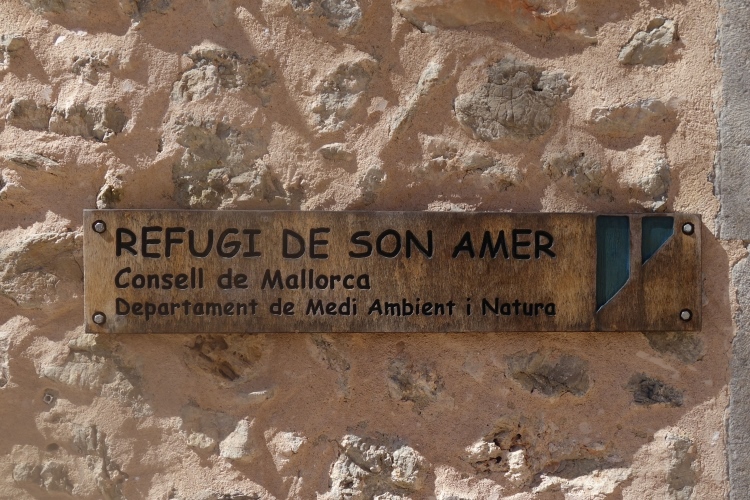 REFUGI DE SON AMER
Consell de Mallorca
Departament de Medi Ambient i Natura